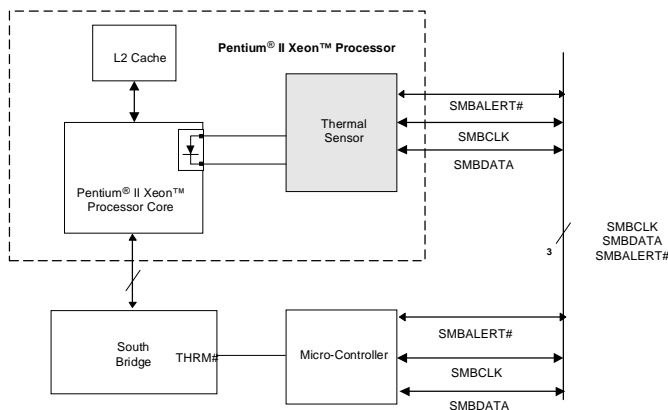 Pentium® II Xeon™ Processor
L2 Cache
SMBALERT#
Thermal
Sensor
SMBCLK
SMBDATA
Pentium® II Xeon™
Processor Core
3
SMBCLK
SMBDATA
SMBALERT#
SMBALERT#
South
Bridge
THRM#
Micro-Controller
SMBCLK
SMBDATA